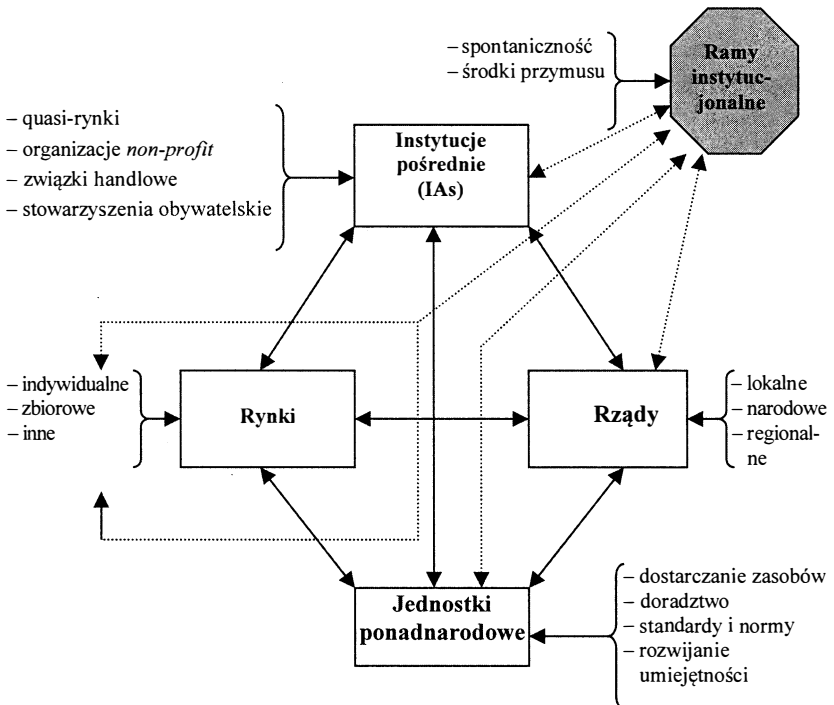 – spontaniczność
– środki przymusu
Ramy
instytuc-
jonalne
– quasi-rynki
– organizacje non-profit
– związki handlowe
– stowarzyszenia obywatelskie
Instytucje
pośrednie
(IAs)
– indywidualne
– zbiorowe
– inne
Rynki
Rządy
– lokalne
– narodowe
– regional-
ne
Jednostki
ponadnarodowe
– dostarczanie zasobów
– doradztwo
– standardy i normy
– rozwijanie
umiejętności